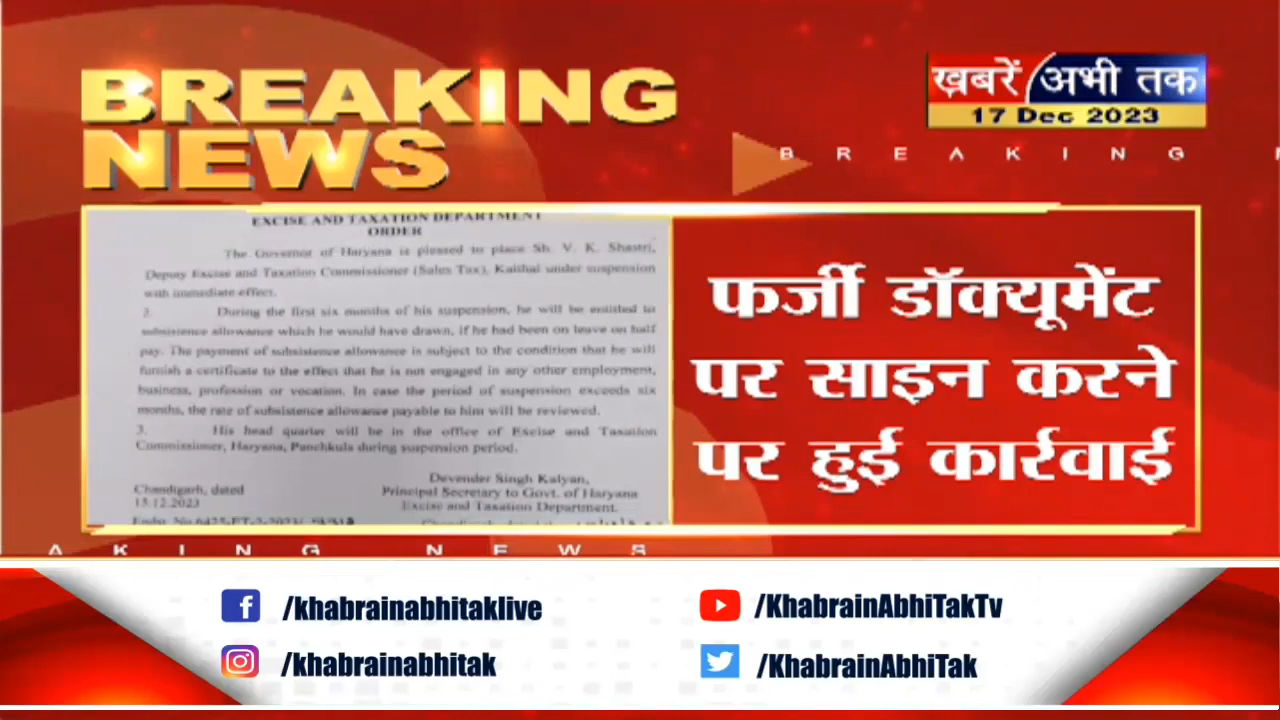 BREAKING
NEWS
ख़बरें अभी तक
17 Dec 2023
BREAKING
EXCISE AND TAXATION DEPARTMENT
ORDER
The Governor of Haryana is pleased to place Sh. V. K. Shastri,
Deputy Excise and Taxation Commissioner (Sales Tax), Kaithal under suspension
with immediate effect.
2. During the first six months of his suspension, he will be entitled to
subsistence allowance which he would have drawn, if he had been on leave on half
pay. The payment of subsistence allowance is subject to the condition that he will
furnish a certificate to the effect that he is not engaged in any other employment,
business, profession or vocation. In case the period of suspension exceeds six
months, the rate of subsistence allowance payable to him will be reviewed.
3. His head quarter will be in the office of Excise and Taxation
Commissioner, Haryana, Panchkula during suspension period.
Devender Singh Kalyan,
Chandigarh, dated Principal Secretary to Govt. of Haryana
15.12.2023 Excise and Taxation Department.
फर्जी डॉक्यूमेंट
पर साइन करने
पर हुई कार्रवाई
AKING NEWS
/khabrainabhitaklive
/KhabrainAbhiTakTv
/khabrainabhitak
/KhabrainAbhiTak